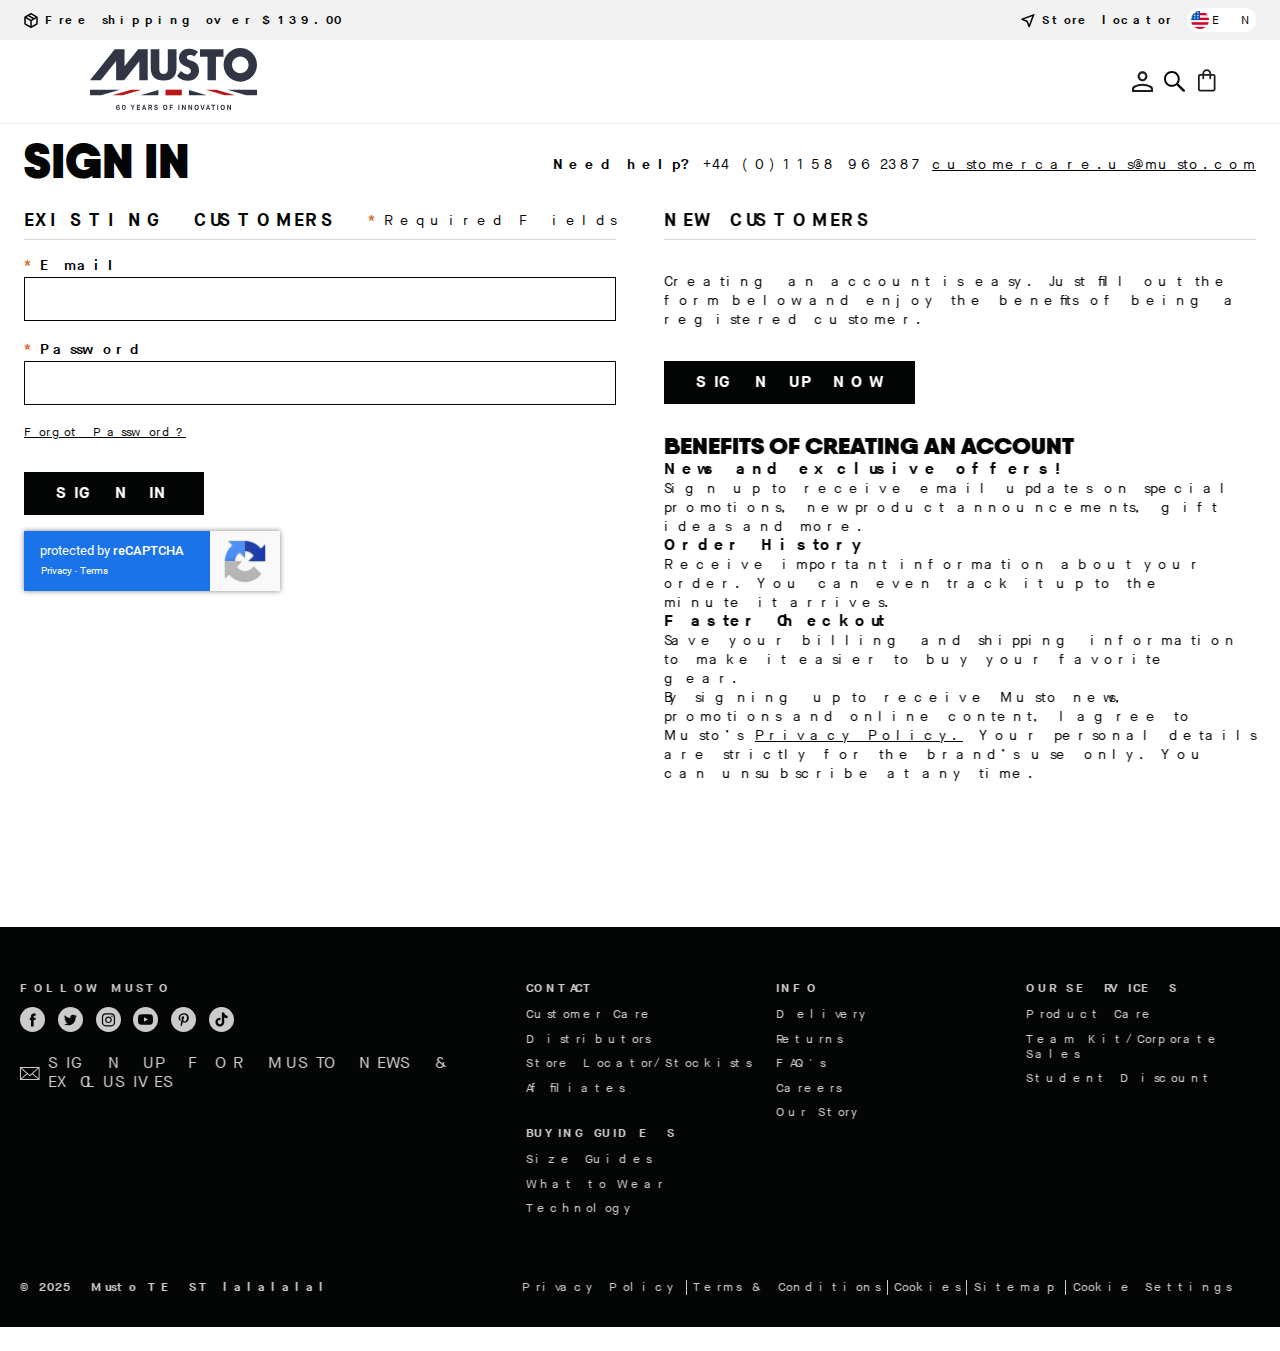 Free shipping over $139.00
Store locator
EN
MUSTO
60 YEARS OF INNOVATION
SIGN IN
Need help? +44 (0)1158 96 2387 customercare.us@musto.com
EXISTING CUSTOMERS
* Required Fields
* Email
* Password
Forgot Password?
SIGN IN
protected by reCAPTCHA
Privacy - Terms
NEW CUSTOMERS
Creating an account is easy. Just fill out the
form below and enjoy the benefits of being a
registered customer.
SIGN UP NOW
BENEFITS OF CREATING AN ACCOUNT
News and exclusive offers!
Sign up to receive email updates on special
promotions, new product announcements, gift
ideas and more.
Order History
Receive important information about your
order. You can even track it up to the
minute it arrives.
Faster Checkout
Save your billing and shipping information
to make it easier to buy your favorite
gear.
By signing up to receive Musto news,
promotions and online content, I agree to
Musto's Privacy Policy. Your personal details
are strictly for the brand's use only. You
can unsubscribe at any time.
FOLLOW MUSTO
SIGN UP FOR MUSTO NEWS &
EXCLUSIVES
CONTACT
Customer Care
Distributors
Store Locator/Stockists
Affiliates
BUYING GUIDES
Size Guides
What to Wear
Technology
INFO
Delivery
Returns
FAQ's
Careers
Our Story
OUR SERVICES
Product Care
Team Kit/Corporate
Sales
Student Discount
© 2025 Musto TEST lalalalal
Privacy Policy | Terms & Conditions | Cookies | Sitemap | Cookie Settings